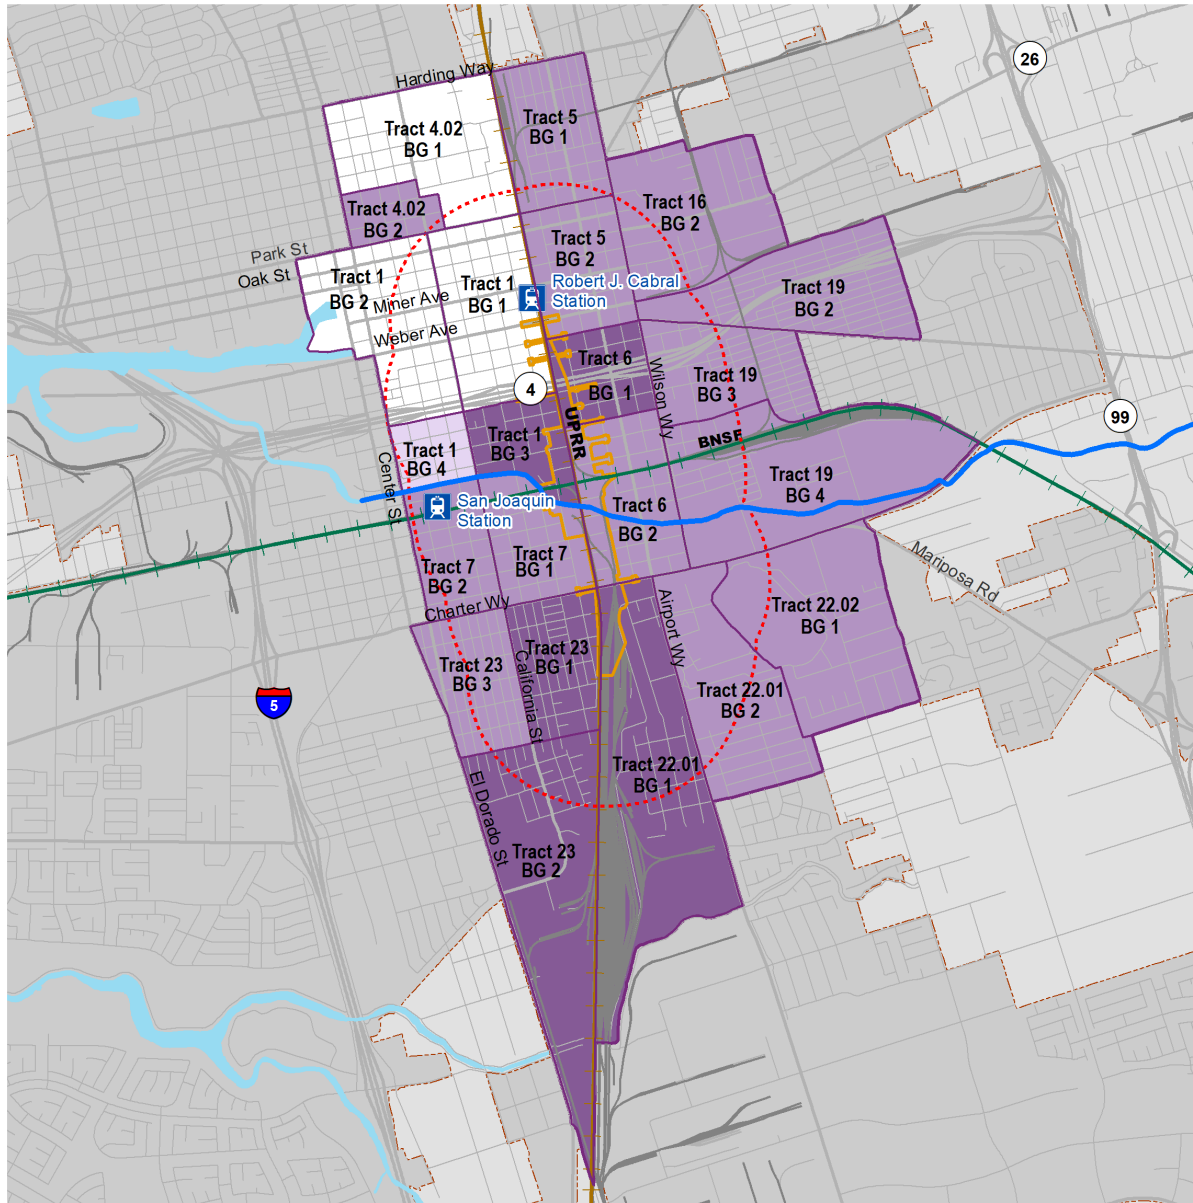 26
Harding Way
Tract 5
BG 1
Tract 4.02
BG 1
Tract 16
BG 2
Tract 4.02
BG 2
Park St
Oak St
Tract 5
BG 2
Tract 1
BG 2
Miner Ave
Weber Ave
Tract 1
BG 1
Robert J. Cabral
Station
Tract 19
BG 2
Tract 6
BG 1
Wilson Wy
Tract 19
BG 3
4
99
UPRR
BNSF
Tract 1
BG 3
Tract 1
BG 4
Center St
San Joaquin
Station
Tract 19
BG 4
Tract 6
BG 2
Tract 7
BG 1
Tract 7
BG 2
Mariposa Rd
Charter Wy
Airport Wy
Tract 22.02
BG 1
Tract 23
BG 1
Tract 23
BG 3
California St
Tract 22.01
BG 2
5
Tract 22.01
BG 1
El Dorado St
Tract 23
BG 2